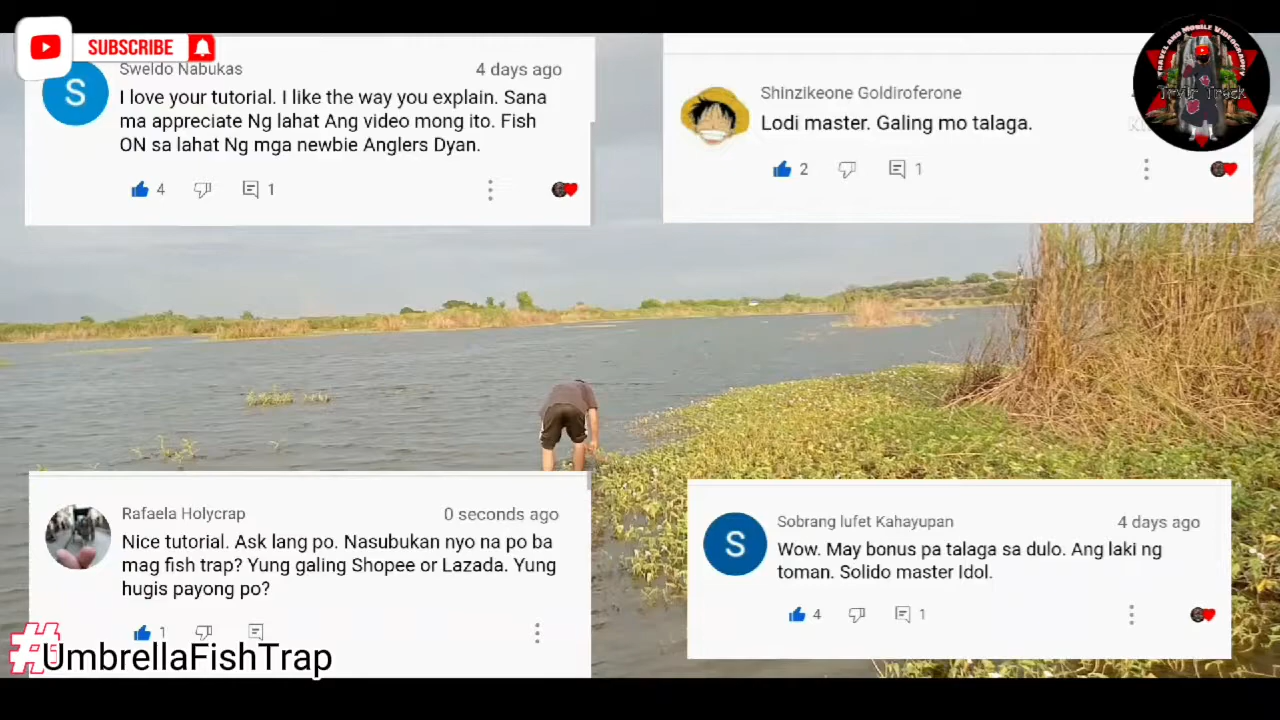 SUBSCRIBE
S
Sweldo Nabukas
4 days ago
I love your tutorial. I like the way you explain. Sana
ma appreciate Ng lahat Ang video mong ito. Fish
ON sa lahat Ng mga newbie Anglers Dyan.
4
1
Shinzikeone Goldiroferone
Lodi master. Galing mo talaga.
2
1
TRAVEL AND MOBILE VIDEOGRAPHY
Rafaela Holycrap
0 seconds ago
Nice tutorial. Ask lang po. Nasubukan nyo na po ba
mag fish trap? Yung galing Shopee or Lazada. Yung
hugis payong po?
1
#UmbrellaFishTrap
S
Sobrang lufet Kahayupan
4 days ago
Wow. May bonus pa talaga sa dulo. Ang laki ng
toman. Solido master Idol.
4
1